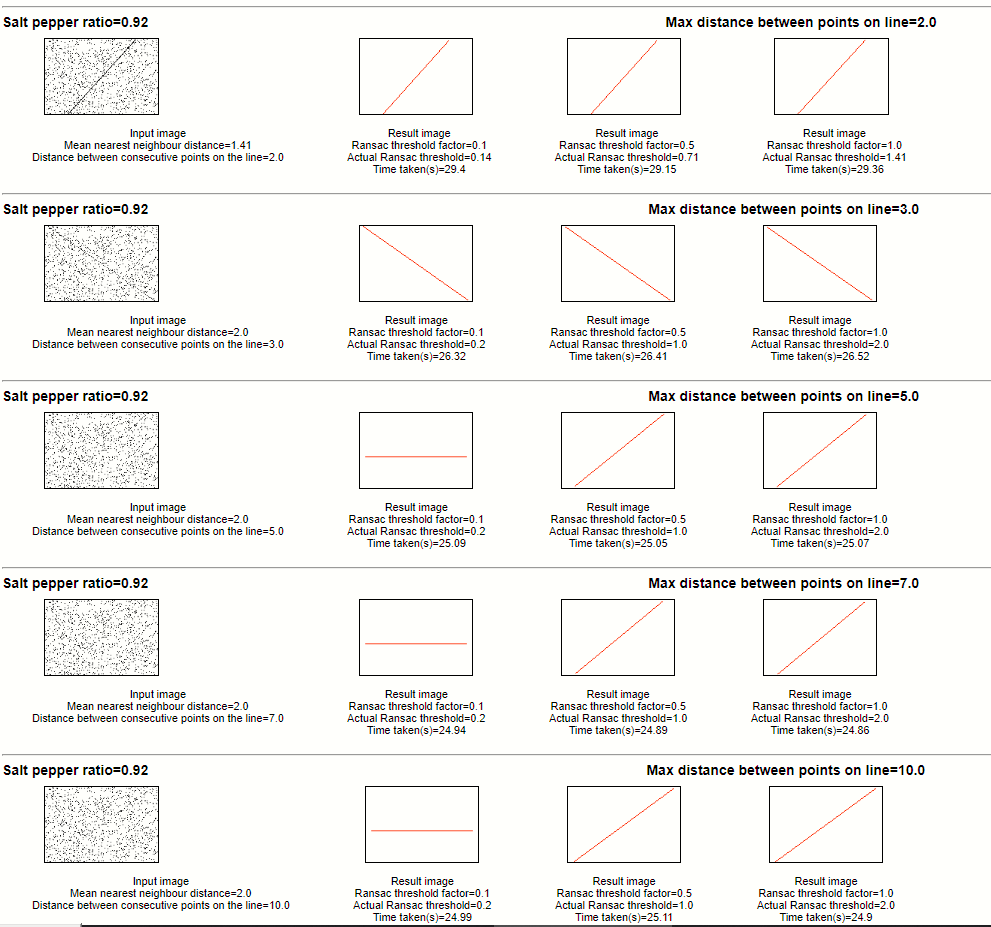 Salt pepper ratio=0.92
Max distance between points on line=2.0
Input image
Mean nearest neighbour distance=1.41
Distance between consecutive points on the line=2.0
Result image
Ransac threshold factor=0.1
Actual Ransac threshold=0.14
Time taken(s)=29.4
Result image
Ransac threshold factor=0.5
Actual Ransac threshold=0.71
Time taken(s)=29.15
Result image
Ransac threshold factor=1.0
Actual Ransac threshold=1.41
Time taken(s)=29.36
Salt pepper ratio=0.92
Max distance between points on line=3.0
Input image
Mean nearest neighbour distance=2.0
Distance between consecutive points on the line=3.0
Result image
Ransac threshold factor=0.1
Actual Ransac threshold=0.2
Time taken(s)=26.32
Result image
Ransac threshold factor=0.5
Actual Ransac threshold=1.0
Time taken(s)=26.41
Result image
Ransac threshold factor=1.0
Actual Ransac threshold=2.0
Time taken(s)=26.52
Salt pepper ratio=0.92
Max distance between points on line=5.0
Input image
Mean nearest neighbour distance=2.0
Distance between consecutive points on the line=5.0
Result image
Ransac threshold factor=0.1
Actual Ransac threshold=0.2
Time taken(s)=25.09
Result image
Ransac threshold factor=0.5
Actual Ransac threshold=1.0
Time taken(s)=25.05
Result image
Ransac threshold factor=1.0
Actual Ransac threshold=2.0
Time taken(s)=25.07
Salt pepper ratio=0.92
Max distance between points on line=7.0
Input image
Mean nearest neighbour distance=2.0
Distance between consecutive points on the line=7.0
Result image
Ransac threshold factor=0.1
Actual Ransac threshold=0.2
Time taken(s)=24.94
Result image
Ransac threshold factor=0.5
Actual Ransac threshold=1.0
Time taken(s)=24.89
Result image
Ransac threshold factor=1.0
Actual Ransac threshold=2.0
Time taken(s)=24.86
Salt pepper ratio=0.92
Max distance between points on line=10.0
Input image
Mean nearest neighbour distance=2.0
Distance between consecutive points on the line=10.0
Result image
Ransac threshold factor=0.1
Actual Ransac threshold=0.2
Time taken(s)=24.99
Result image
Ransac threshold factor=0.5
Actual Ransac threshold=1.0
Time taken(s)=25.11
Result image
Ransac threshold factor=1.0
Actual Ransac threshold=2.0
Time taken(s)=24.9